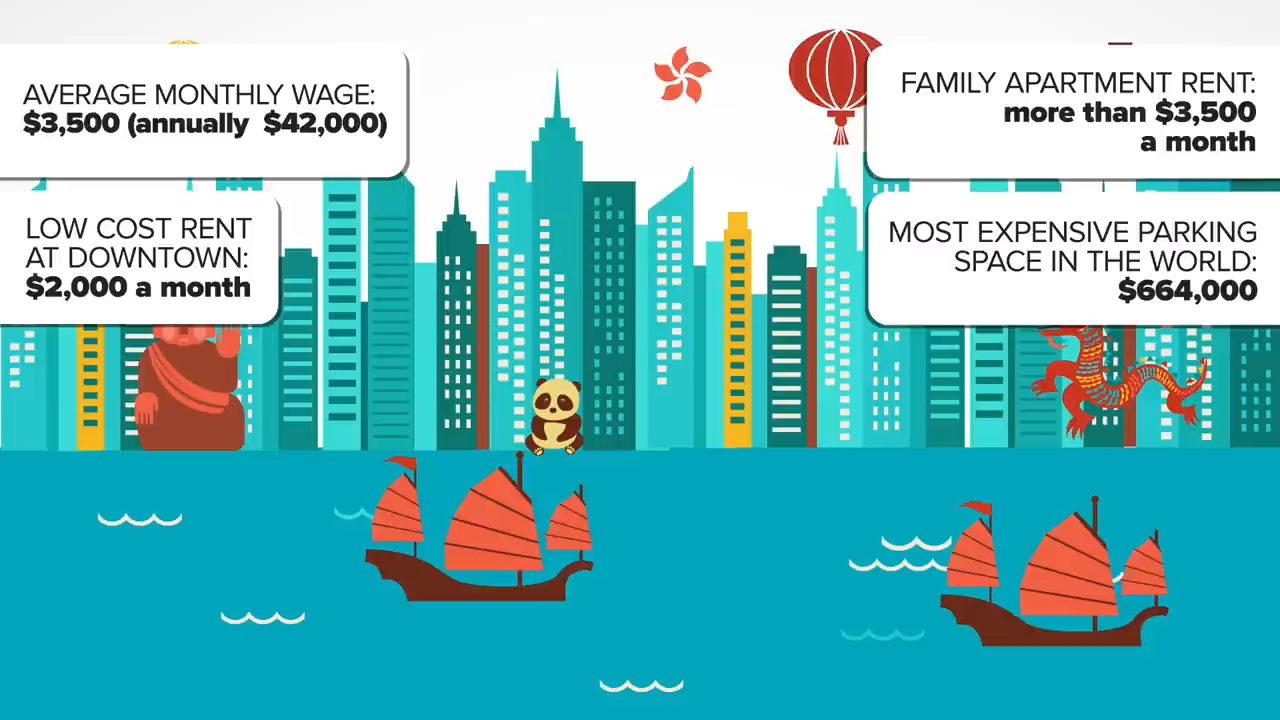 AVERAGE MONTHLY WAGE:
$3,500 (annually $42,000)
LOW COST RENT
AT DOWNTOWN:
$2,000 a month
FAMILY APARTMENT RENT:
more than $3,500
a month
MOST EXPENSIVE PARKING
SPACE IN THE WORLD:
$664,000